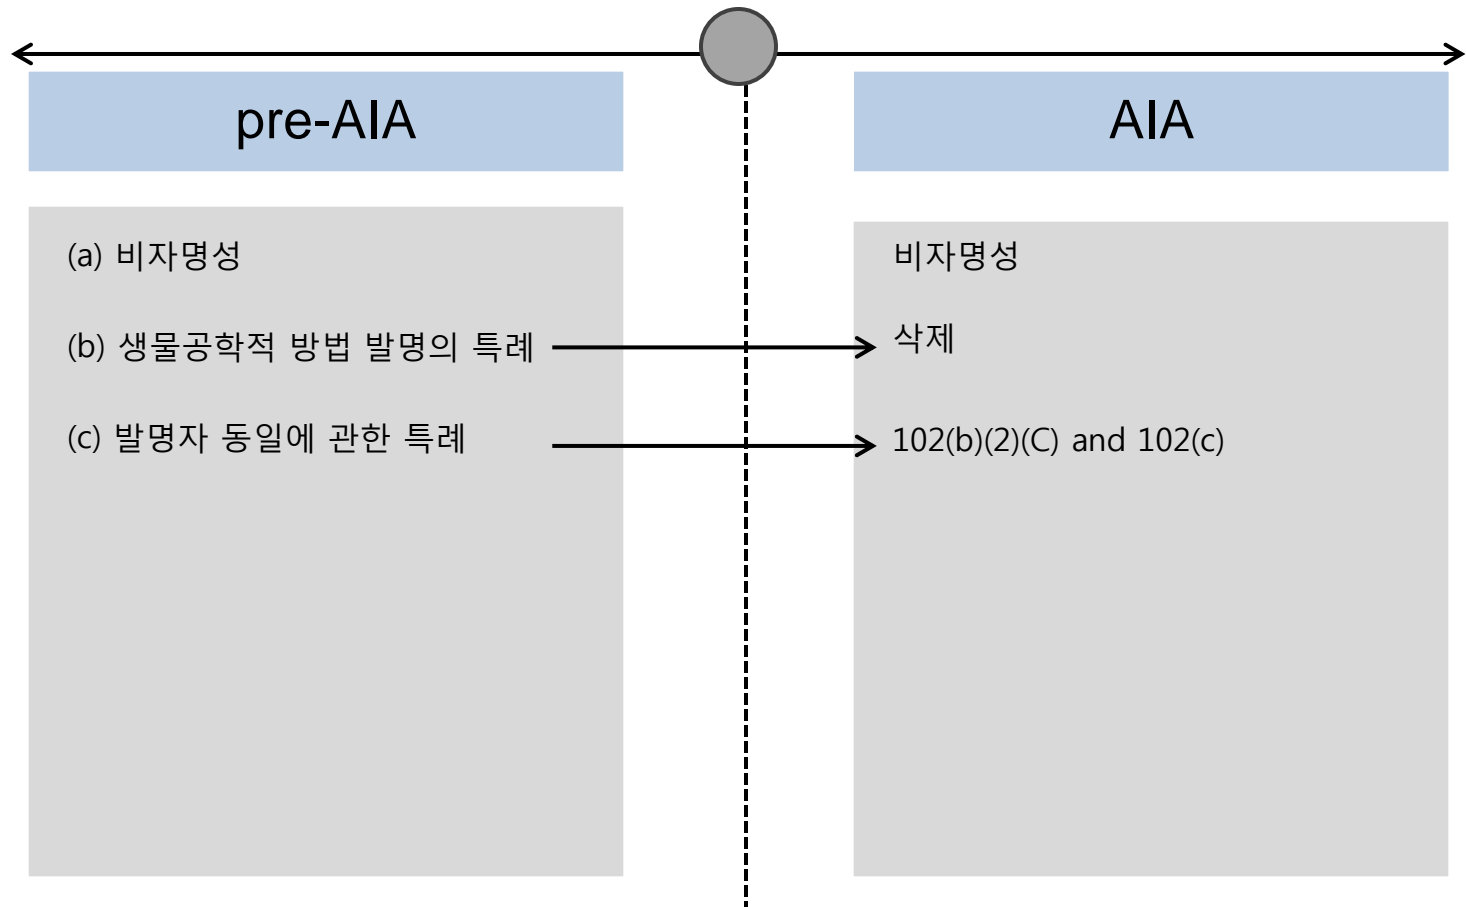 pre-AIA
AIA
(a) 비자명성
(b) 생물공학적 방법 발명의 특례
(c) 발명자 동일에 관한 특례
비자명성
삭제
102(b)(2)(C) and 102(c)